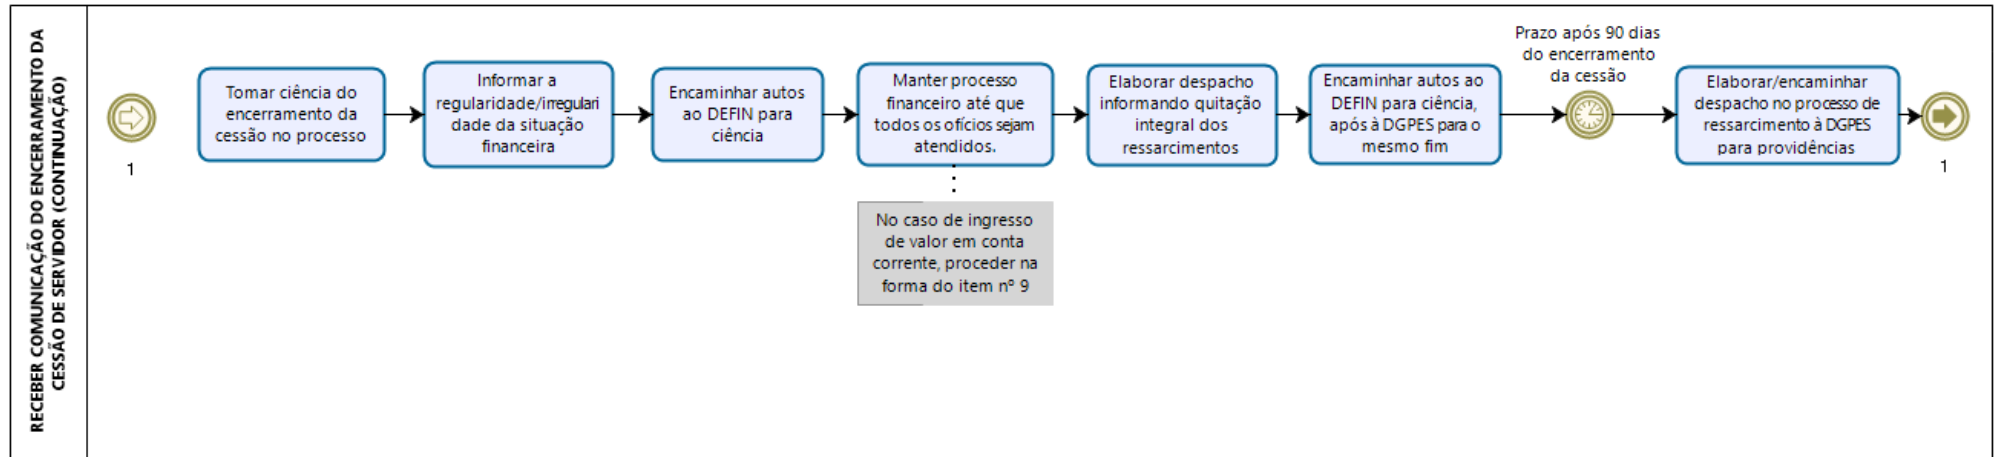 RECEBER COMUNICAÇÃO DO ENCERRAMENTO DA
CESSÃO DE SERVIDOR (CONTINUAÇÃO)
1
Tomar ciência do
encerramento da
cessão no processo
Informar a
regularidade/irregulari
dade da situação
financeira
Encaminhar autos
ao DEFIN para
ciência
Manter processo
financeiro até que
todos os ofícios sejam
atendidos.
No caso de ingresso
de valor em conta
corrente, proceder na
forma do item nº 9
Elaborar despacho
informando quitação
integral dos
ressarcimentos
Encaminhar autos ao
DEFIN para ciência,
após à DGPES para o
mesmo fim
Prazo após 90 dias
do encerramento
da cessão
Elaborar/encaminhar
despacho no processo de
ressarcimento à DGPES
para providências
1